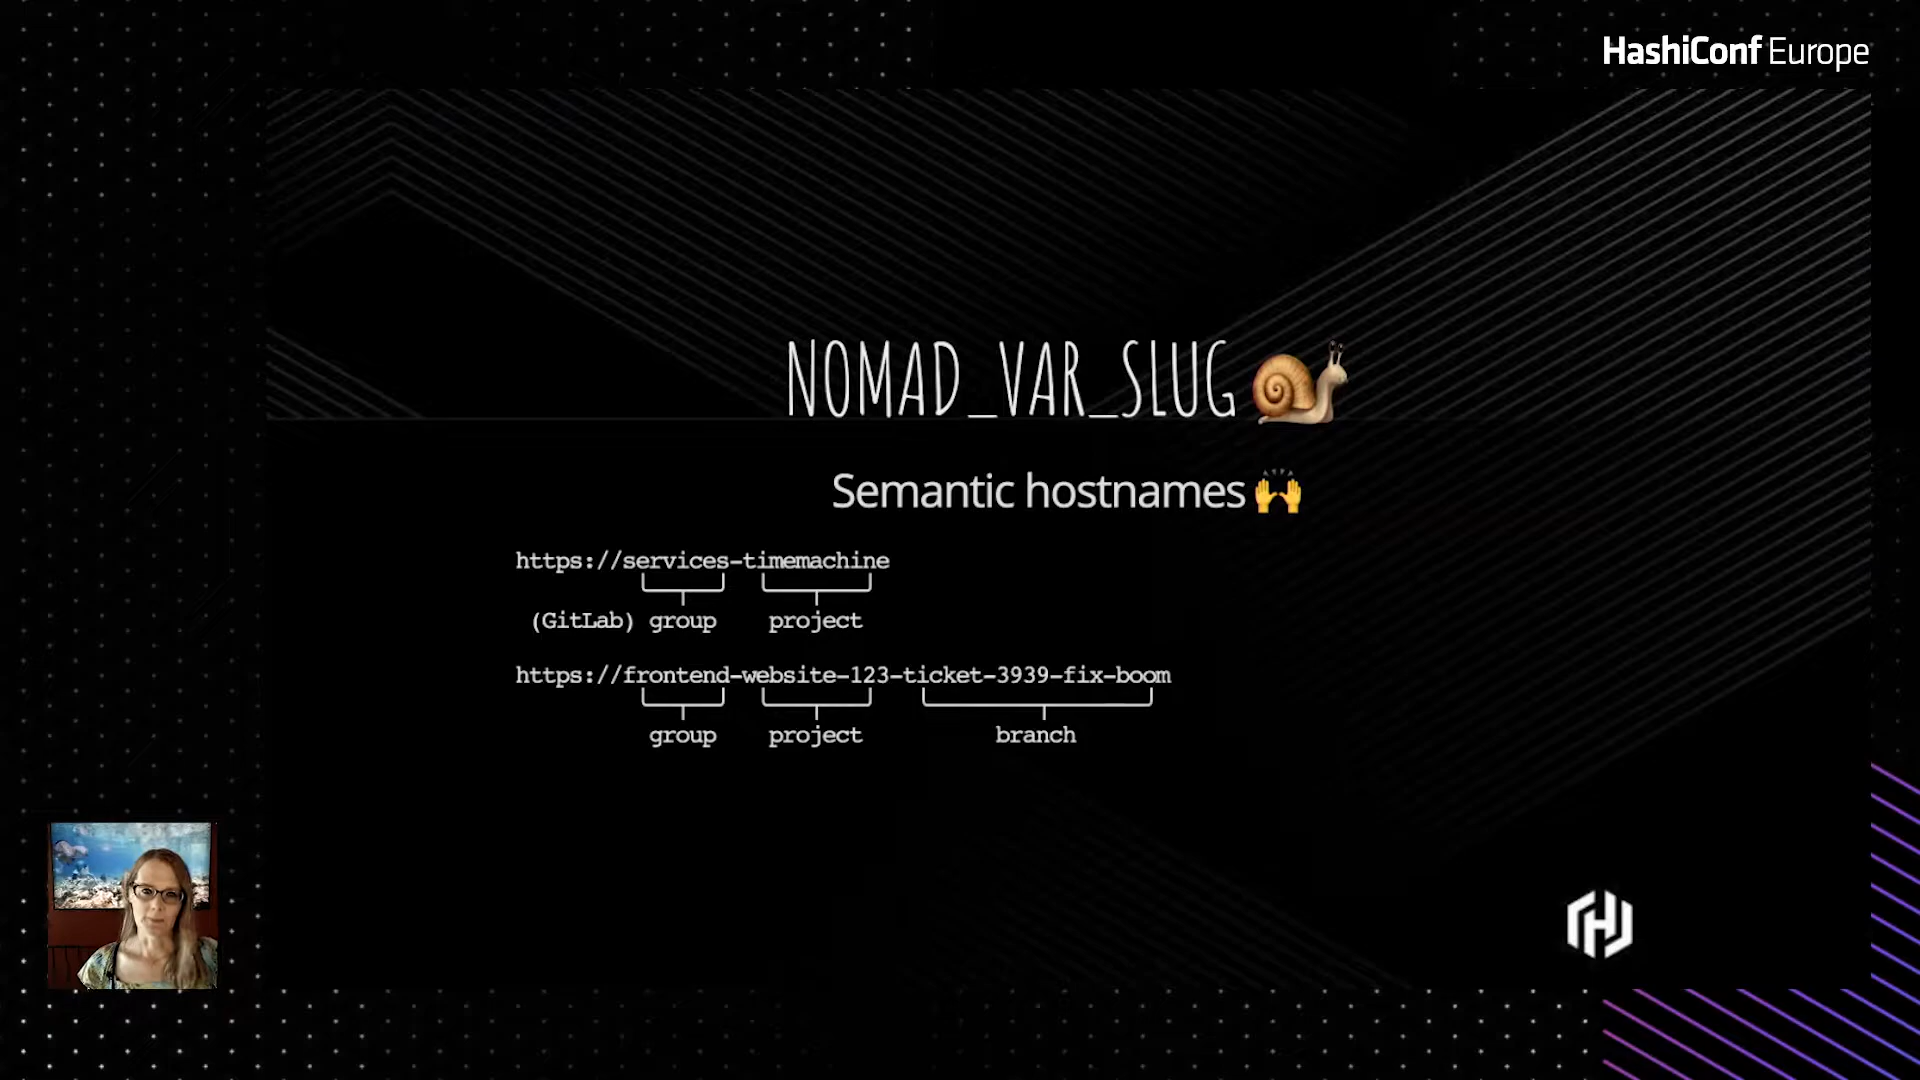 HashiConf Europe
NOMAD_VAR_SLUG 🐌
Semantic hostnames 🙌
https://services-timemachine
(GitLab) group project
https://frontend-website-123-ticket-3939-fix-boom
group project branch